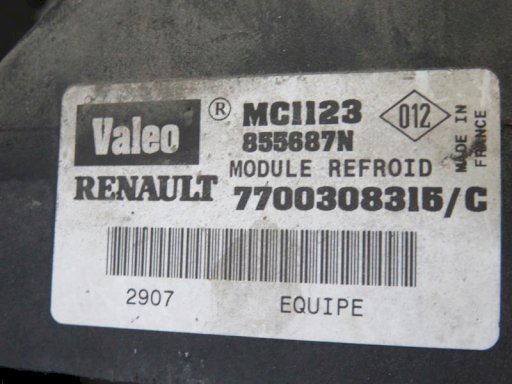 Valeo ® MC1123 012
855687N
MODULE REFROID
MADE IN FRANCE
RENAULT 7700308315/C
2907 EQUIPE